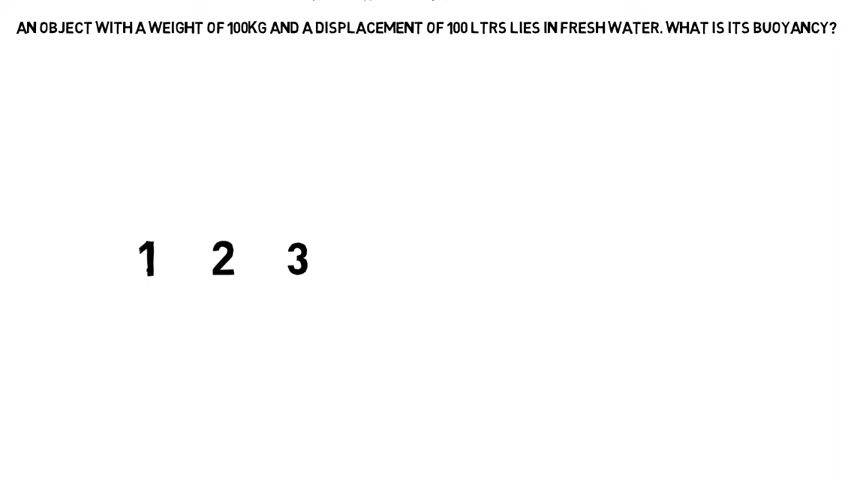 AN OBJECT WITH A WEIGHT OF 100KG AND A DISPLACEMENT OF 100 LTRS LIES IN FRESH WATER. WHAT IS ITS BUOYANCY?
1 2 3